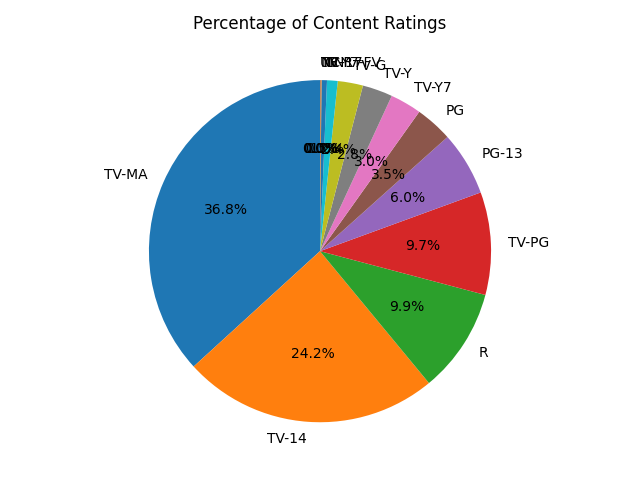 Percentage of Content Ratings
TV-G
TV-Y
TV-Y7
PG
PG-13
TV-PG
R
TV-14
TV-MA
36.8%
24.2%
9.9%
9.7%
6.0%
3.5%
3.0%
2.8%